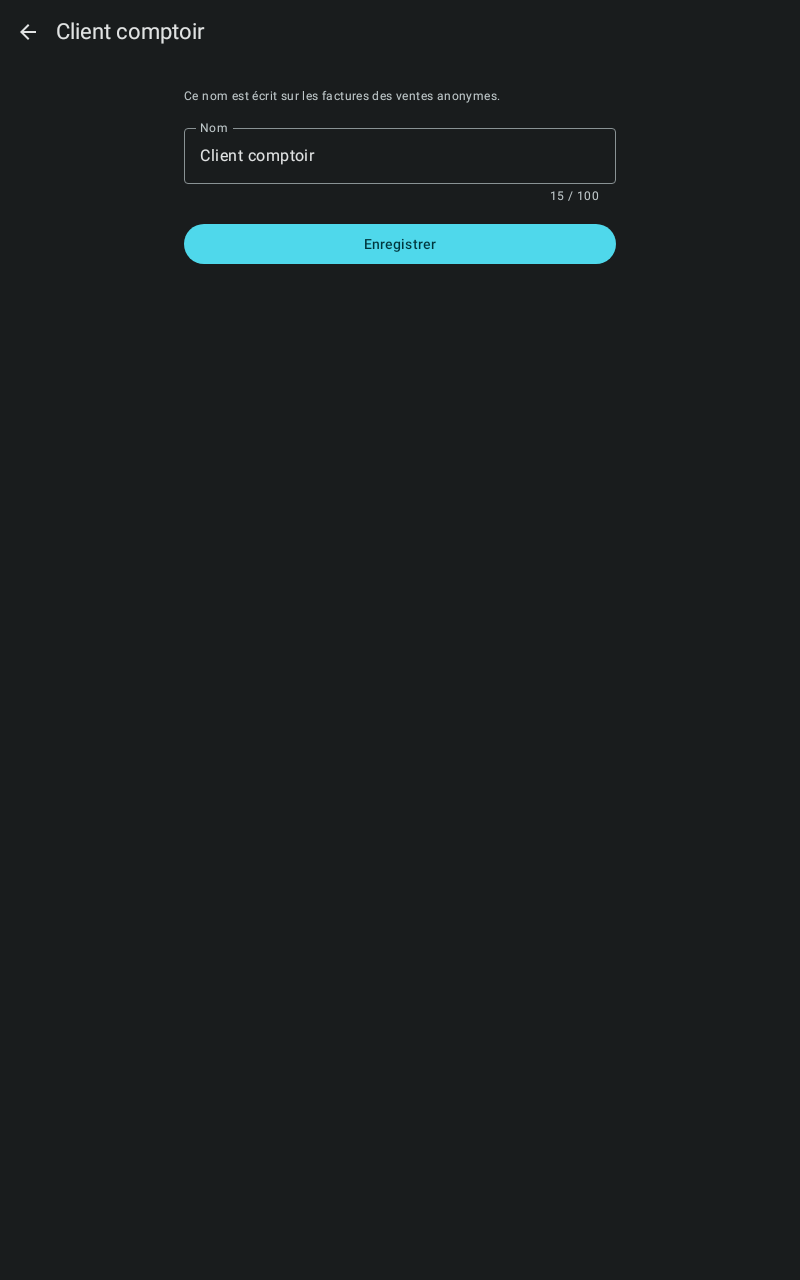 Client comptoir
Ce nom est écrit sur les factures des ventes anonymes.
Nom
Client comptoir
15 / 100
Enregistrer